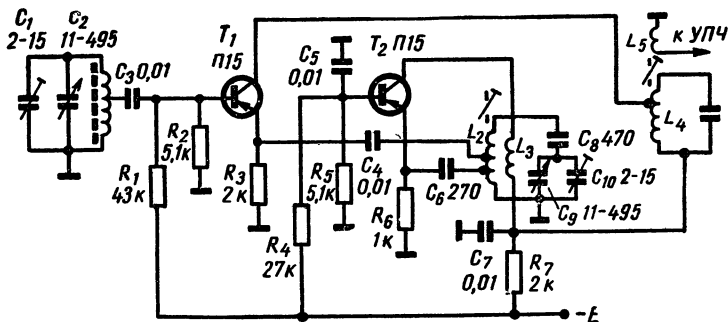 C₁
2-15
C₂
11-495
C₃ 0,01
T₁
П15
C₅
0,01
T₂ П15
L₅
к УПЧ
R₂
5,1к
R₁
43к
R₃
2к
R₄
27к
R₅
5,1к
C₄
0,01
C₆ 270
R₆
1к
L₂
L₃
C₈ 470
C₁₀ 2-15
C₉ 11-495
L₄
C₇
0,01
R₇
2к
-E